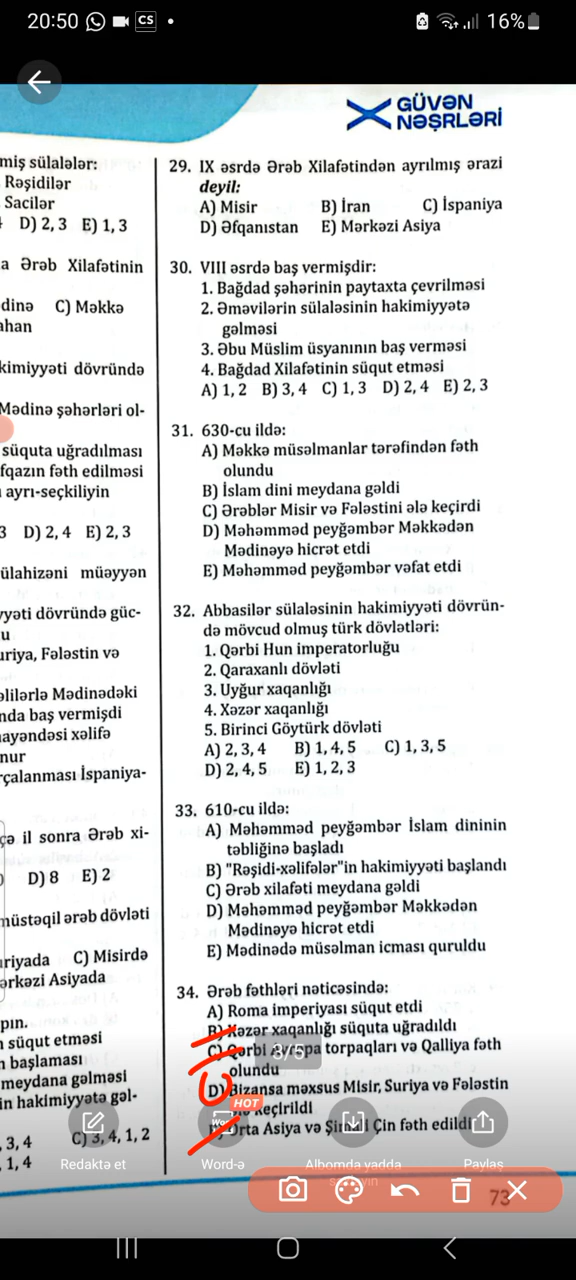 20:50 CS 16%
GÜVƏN
NƏŞRLƏRİ
miş sülalələr:
Rəşidilər
Sacilər
D) 2, 3 E) 1, 3
a Ərəb Xilafətinin
dinə C) Məkkə
ahan
kimiyyəti dövründə
Mədinə şəhərləri ol-
süquta uğradılması
fqazın fəth edilməsi
ayrı-seçkiliyin
3 D) 2, 4 E) 2, 3
ülahizəni müəyyən
yyəti dövründə güc-
u
uriya, Fələstin və
əlilərlə Mədinədəki
nda baş vermişdi
ayəndəsi xəlifə
nur
rçalanması İspaniya-
çə il sonra Ərəb xi-
D) 8 E) 2
müstəqil ərəb dövləti
uriyada C) Misirdə
ərkəzi Asiyada
pın.
süqut etməsi
n başlaması
meydana gəlməsi
in hakimiyyətə gəl-
3, 4 C) 3, 4, 1, 2
1, 4
29. IX əsrdə Ərəb Xilafətindən ayrılmış ərazi
deyil:
A) Misir B) İran C) İspaniya
D) Əfqanıstan E) Mərkəzi Asiya
30. VIII əsrdə baş vermişdir:
1. Bağdad şəhərinin paytaxta çevrilməsi
2. Əməvilərin sülaləsinin hakimiyyətə
gəlməsi
3. Əbu Müslim üsyanının baş verməsi
4. Bağdad Xilafətinin süqut etməsi
A) 1, 2 B) 3, 4 C) 1, 3 D) 2, 4 E) 2, 3
31. 630-cu ildə:
A) Məkkə müsəlmanlar tərəfindən fəth
olundu
B) İslam dini meydana gəldi
C) Ərəblər Misir və Fələstini ələ keçirdi
D) Məhəmməd peyğəmbər Məkkədən
Mədinəyə hicrət etdi
E) Məhəmməd peyğəmbər vəfat etdi
32. Abbasilər sülaləsinin hakimiyyəti dövrün-
də mövcud olmuş türk dövlətləri:
1. Qərbi Hun imperatorluğu
2. Qaraxanlı dövləti
3. Uyğur xaqanlığı
4. Xəzər xaqanlığı
5. Birinci Göytürk dövləti
A) 2, 3, 4 B) 1, 4, 5 C) 1, 3, 5
D) 2, 4, 5 E) 1, 2, 3
33. 610-cu ildə:
A) Məhəmməd peyğəmbər İslam dininin
təbliğinə başladı
B) "Rəşidi-xəlifələr"in hakimiyyəti başlandı
C) Ərəb xilafəti meydana gəldi
D) Məhəmməd peyğəmbər Məkkədən
Mədinəyə hicrət etdi
E) Mədinədə müsəlman icması quruldu
34. Ərəb fəthləri nəticəsində:
A) Roma imperiyası süqut etdi
B) Xəzər xaqanlığı süquta uğradıldı
C) Qərbi torpaqları və Qalliya fəth
3/5
olundu
D) Bizansa məxsus Misir, Suriya və Fələstin
keçirildi
HOT
Orta Asiya və Çin fəth edildi
Redaktə et Word-ə Albomda yadda Paylaş
73